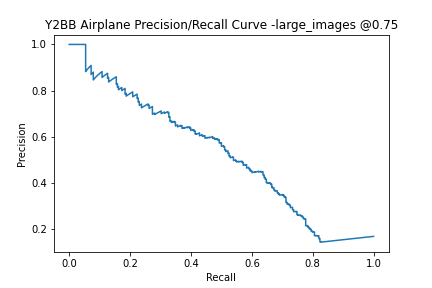 Y2BB Airplane Precision/Recall Curve -large_images @0.75
1.0
0.8
0.6
0.4
0.2
Precision
0.0 0.2 0.4 0.6 0.8 1.0
Recall